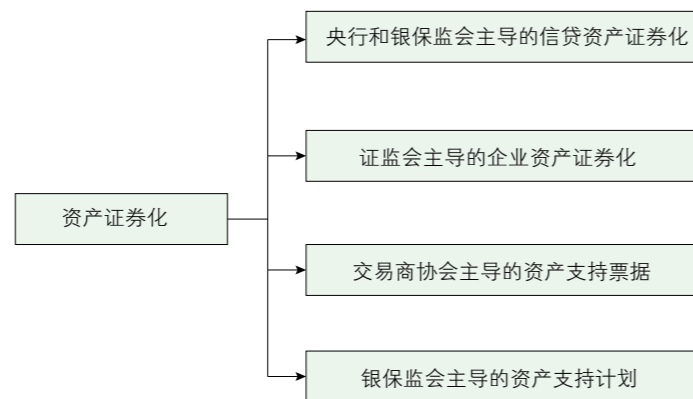 央行和银保监会主导的信贷资产证券化
证监会主导的企业资产证券化
资产证券化
交易商协会主导的资产支持票据
银保监会主导的资产支持计划